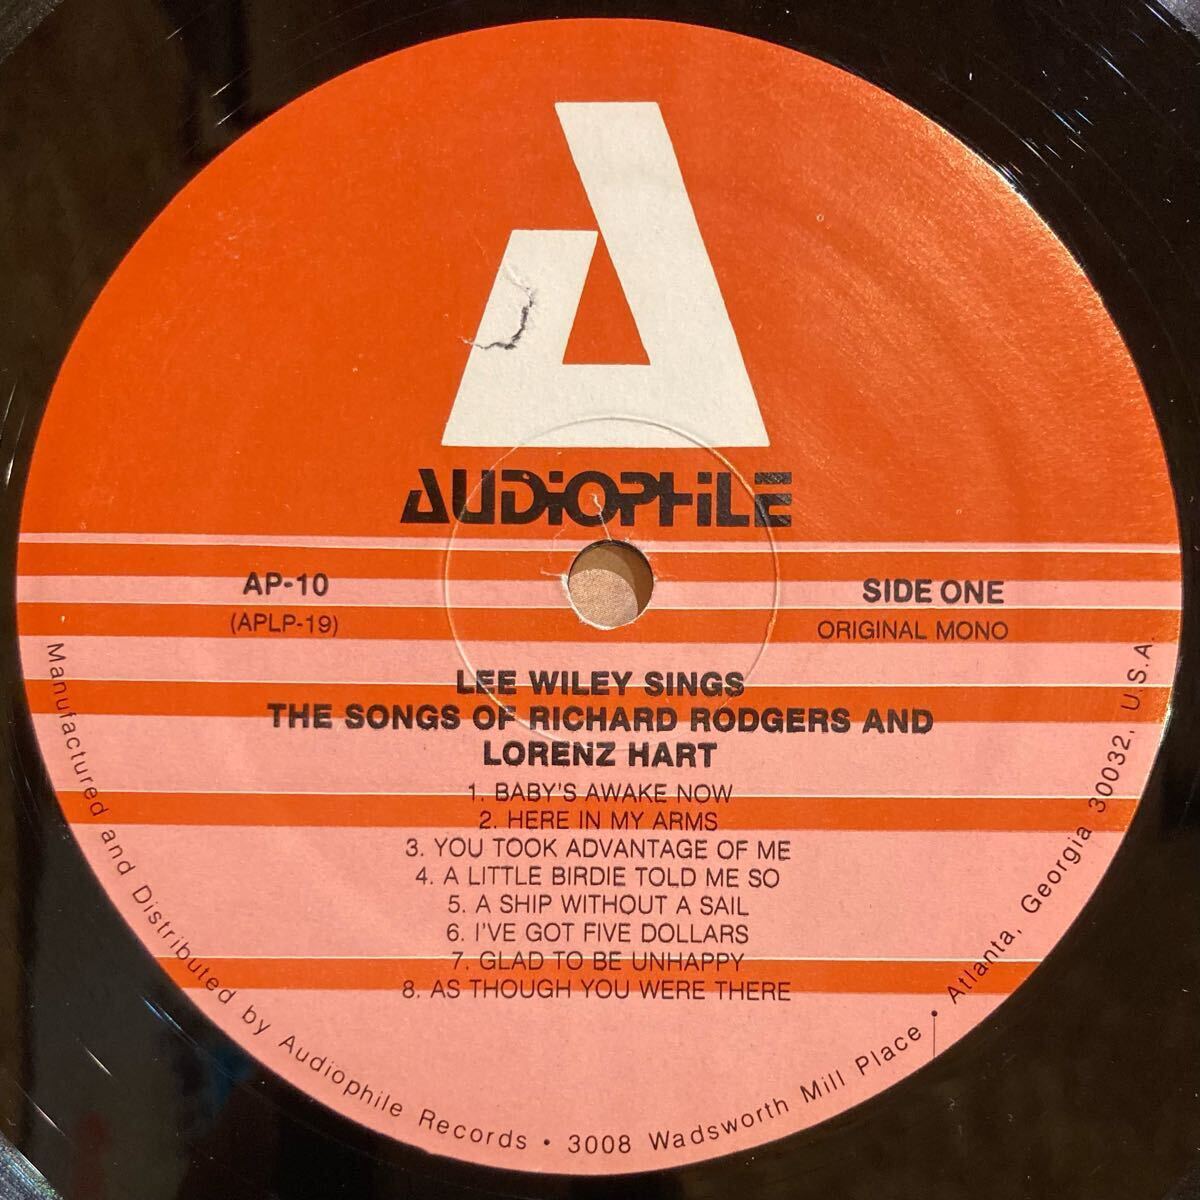 AUDIOPHILE
AP-10
(APLP-19)
SIDE ONE
ORIGINAL MONO
LEE WILEY SINGS
THE SONGS OF RICHARD RODGERS AND
LORENZ HART
1. BABY'S AWAKE NOW
2. HERE IN MY ARMS
3. YOU TOOK ADVANTAGE OF ME
4. A LITTLE BIRDIE TOLD ME SO
5. A SHIP WITHOUT A SAIL
6. I'VE GOT FIVE DOLLARS
7. GLAD TO BE UNHAPPY
8. AS THOUGH YOU WERE THERE
Manufactured and Distributed by Audiophile Records • 3008 Wadsworth Mill Place • Atlanta, Georgia 30032, U.S.A.